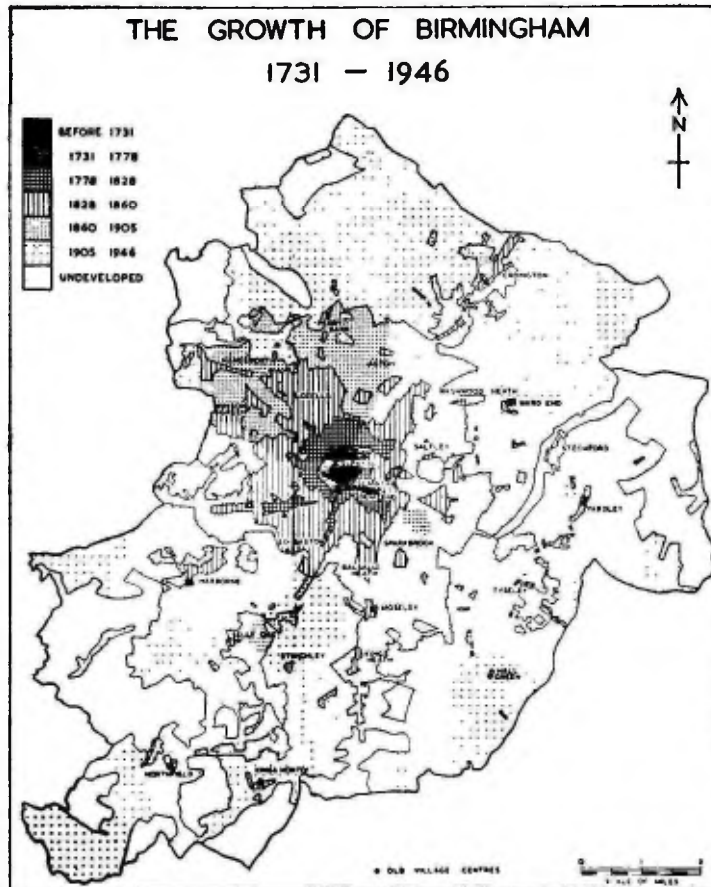 THE GROWTH OF BIRMINGHAM
1731 – 1946
N
BEFORE 1731
1731 1778
1778 1828
1828 1860
1860 1905
1905 1946
UNDEVELOPED
LOZELLS
ASTON
WASHWOOD HEATH
WARD END
SALTLEY
STECHFORD
YARDLEY
SPARKBROOK
BALSALL
HEATH
HARBORNE
MOSELEY
TYSELEY
STIRCHLEY
NORTHFIELD
KINGS NORTON
OLD VILLAGE CENTRES
SCALE OF MILES